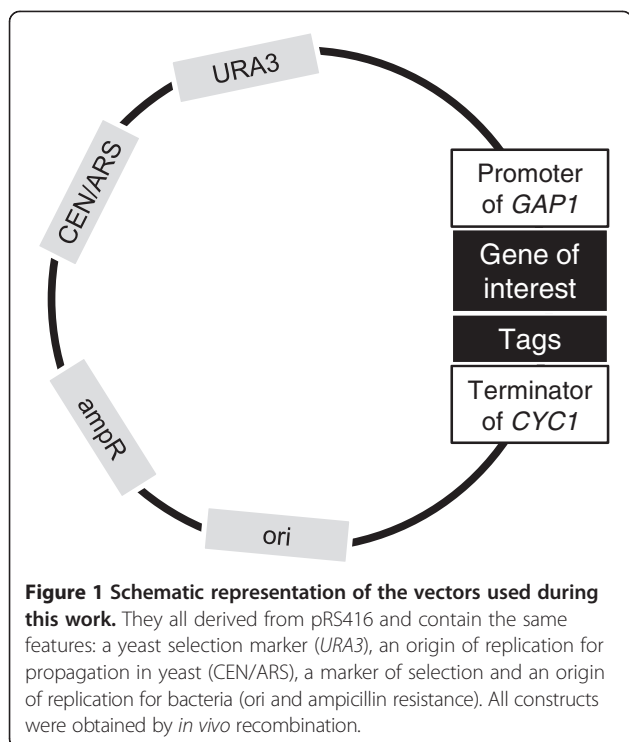 URA3
CEN/ARS
ampR
ori
Promoter
of GAP1
Gene of
interest
Tags
Terminator
of CYC1
Figure 1 Schematic representation of the vectors used during
this work. They all derived from pRS416 and contain the same
features: a yeast selection marker (URA3), an origin of replication for
propagation in yeast (CEN/ARS), a marker of selection and an origin
of replication for bacteria (ori and ampicillin resistance). All constructs
were obtained by in vivo recombination.